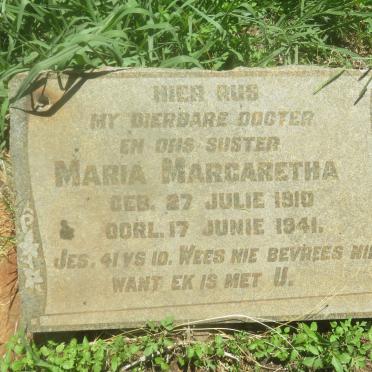 HIER RUS
MY DIERBARE DOGTER
EN ONS SUSTER
MARIA MARGARETHA
GEB. 27 JULIE 1910
& OORL. 17 JUNIE 1941.
JES. 41 VS 10. WEES NIE BEVREES NIE
WANT EK IS MET U.